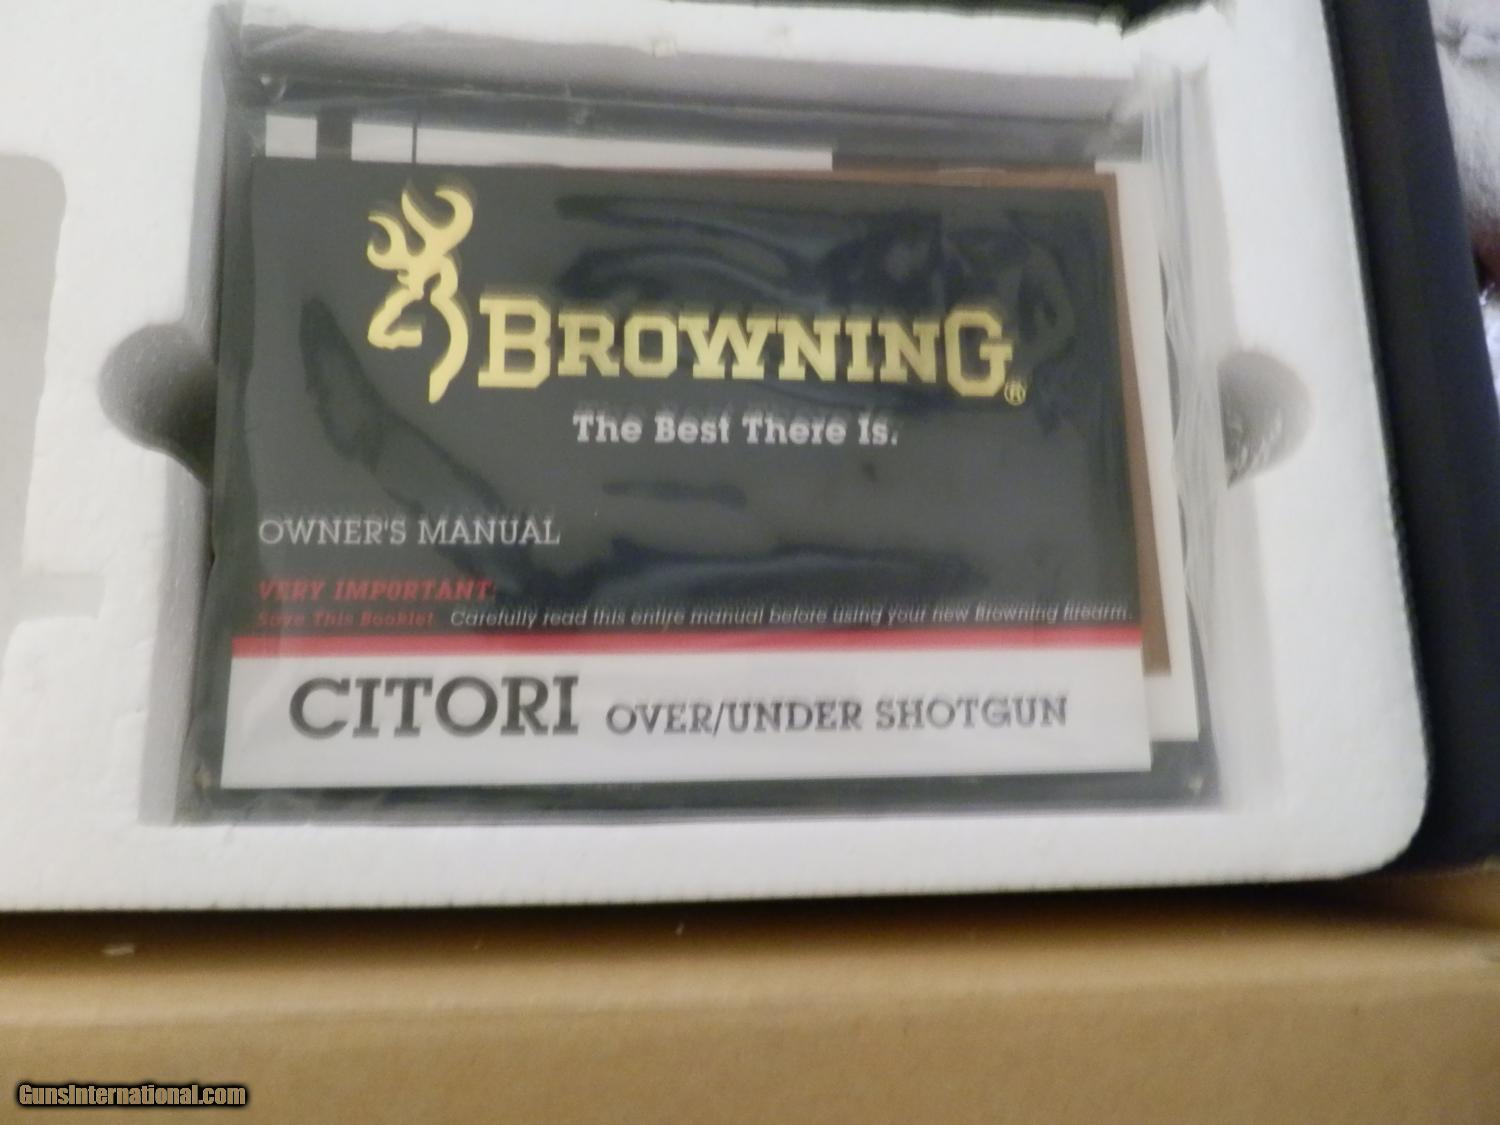 BROWNING®
The Best There Is.
OWNER'S MANUAL
VERY IMPORTANT:
Save This Booklet Carefully read this entire manual before using your new Browning firearm.
CITORI OVER/UNDER SHOTGUN
GunsInternational.com